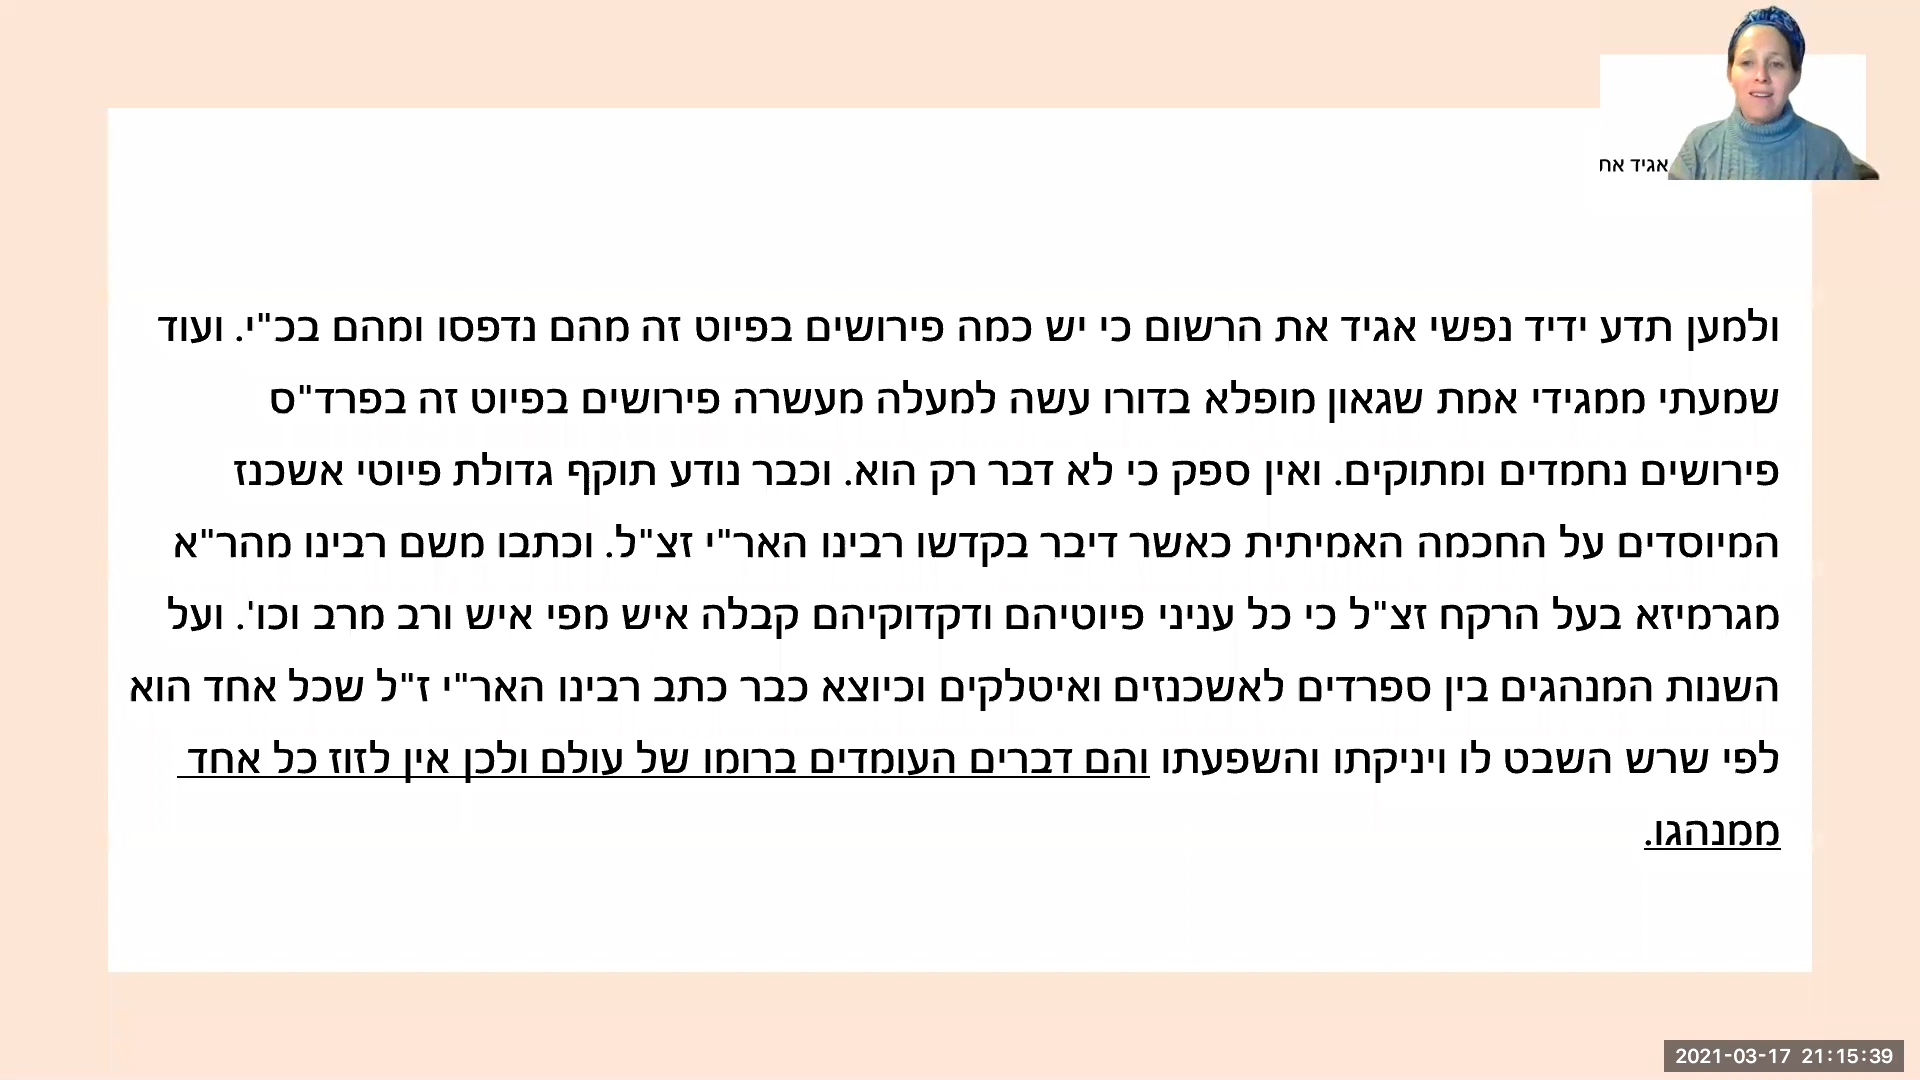 אגיד את
ולמען תדע ידיד נפשי אגיד את הרשום כי יש כמה פירושים בפיוט זה מהם נדפסו ומהם בכ"י. ועוד
שמעתי ממגידי אמת שגאון מופלא בדורו עשה למעלה מעשרה פירושים בפיוט זה בפרד"ס
פירושים נחמדים ומתוקים. ואין ספק כי לא דבר רק הוא. וכבר נודע תוקף גדולת פיוטי אשכנז
המיוסדים על החכמה האמיתית כאשר דיבר בקדשו רבינו האר"י זצ"ל. וכתבו משם רבינו מהר"א
מגרמיזא בעל הרקח זצ"ל כי כל עניני פיוטיהם ודקדוקיהם קבלה איש מפי איש ורב מרב וכו'. ועל
השנות המנהגים בין ספרדים לאשכנזים ואיטלקים וכיוצא כבר כתב רבינו האר"י ז"ל שכל אחד הוא
לפי שרש השבט לו ויניקתו והשפעתו והם דברים העומדים ברומו של עולם ולכן אין לזוז כל אחד
ממנהגו.
2021-03-17 21:15:39